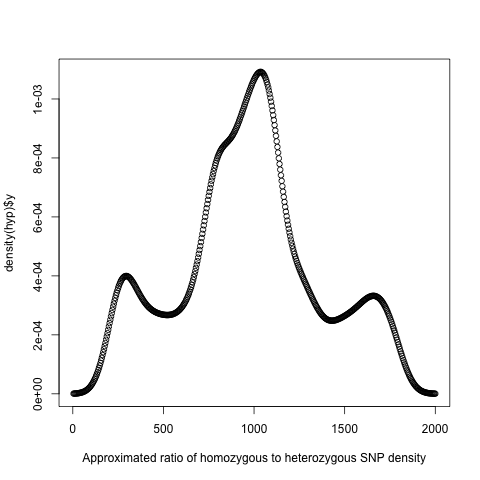 density(hyp)$y
1e-03
8e-04
6e-04
4e-04
2e-04
0e+00
0 500 1000 1500 2000
Approximated ratio of homozygous to heterozygous SNP density